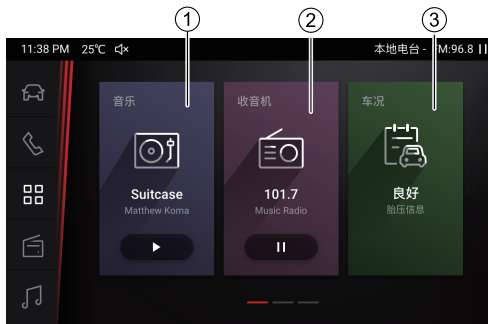 ① ② ③
11:38 PM 25℃ 本地电台 - FM:96.8
音乐 收音机 车况
Suitcase 101.7 良好
Matthew Koma Music Radio 胎压信息